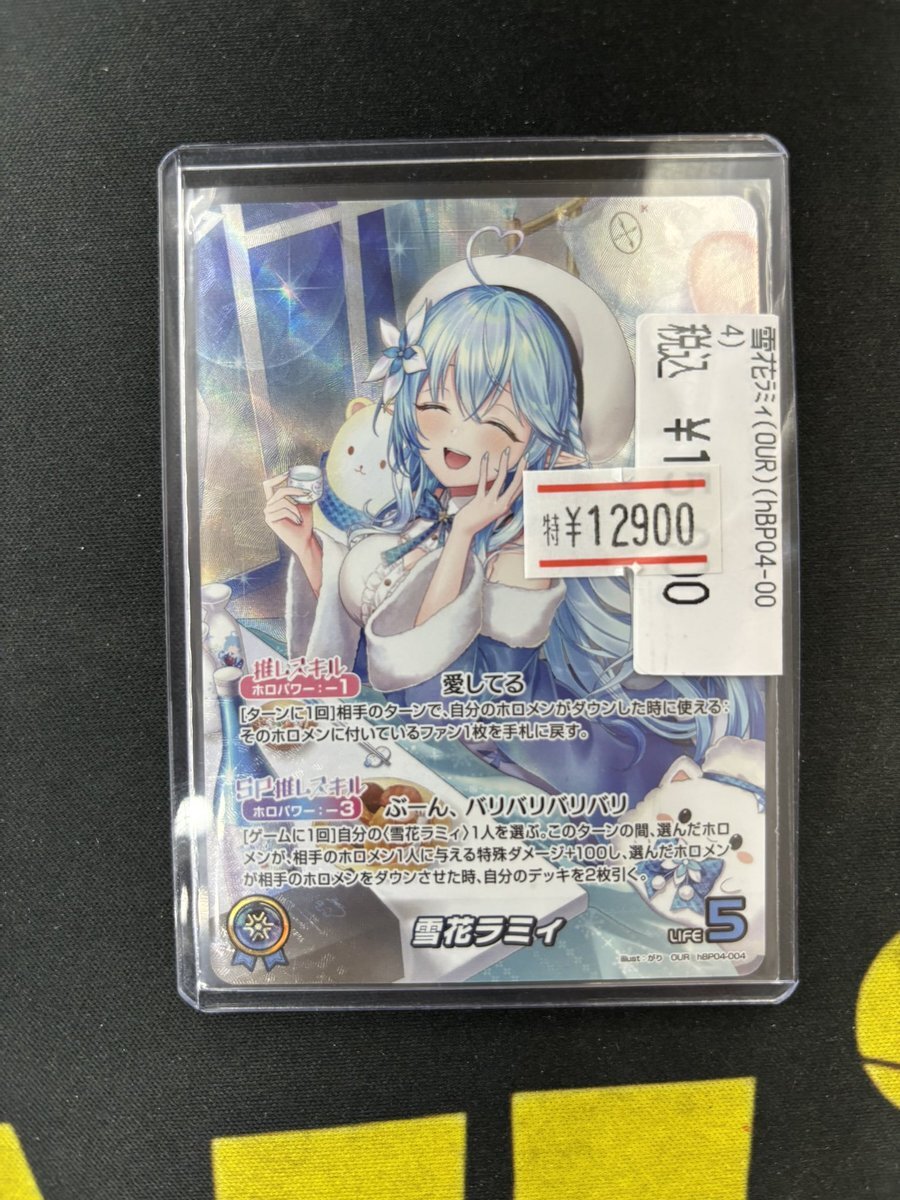 雪花ラミィ(OUR)(hBP04-00
4)
税込
特¥12900
推しスキル
ホロパワー:-1
愛してる
[ターンに1回]相手のターンで、自分のホロメンがダウンした時に使える:
そのホロメンに付いているファン1枚を手札に戻す。
SP推しスキル
ホロパワー:-3
ぶーん、バリバリバリバリ
[ゲームに1回]自分の〈雪花ラミィ〉1人を選ぶ。このターンの間、選んだホロ
メンが、相手のホロメン1人に与える特殊ダメージ+100し、選んだホロメン
が相手のホロメンをダウンさせた時、自分のデッキを2枚引く。
雪花ラミィ
LIFE 5
illust:がり OUR hBP04-004